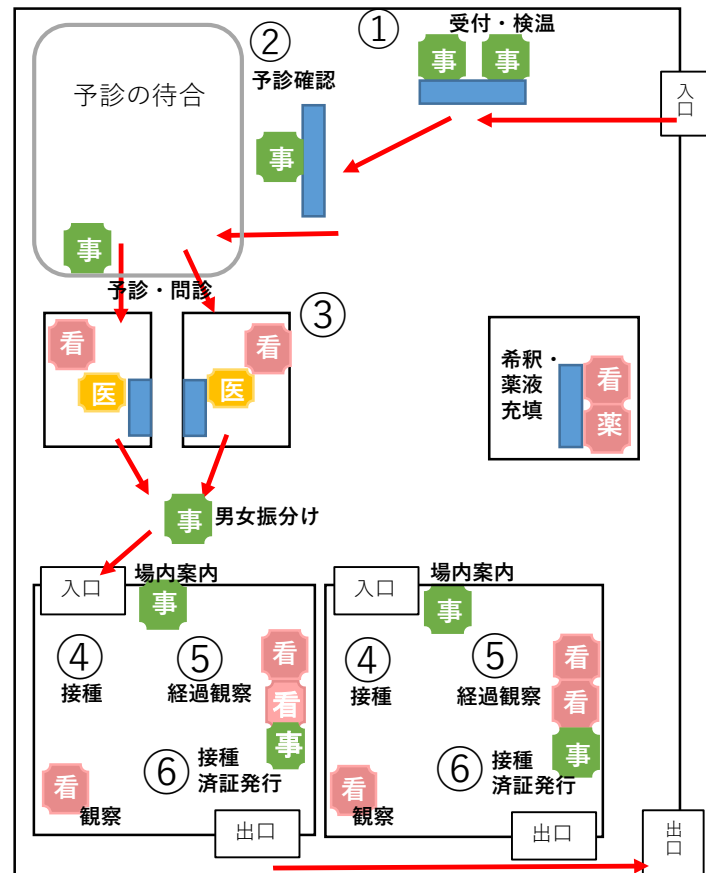 ①
受付・検温
事
事
入口
②
予診確認
事
予診の待合
事
予診・問診
③
看
医
看
医
希釈・
薬液
充填
看
薬
事
男女振分け
入口
場内案内
事
④
接種
⑤
経過観察
看
看
事
⑥
接種
済証発行
看
観察
出口
入口
場内案内
事
④
接種
⑤
経過観察
看
看
事
⑥
接種
済証発行
看
観察
出口
出口